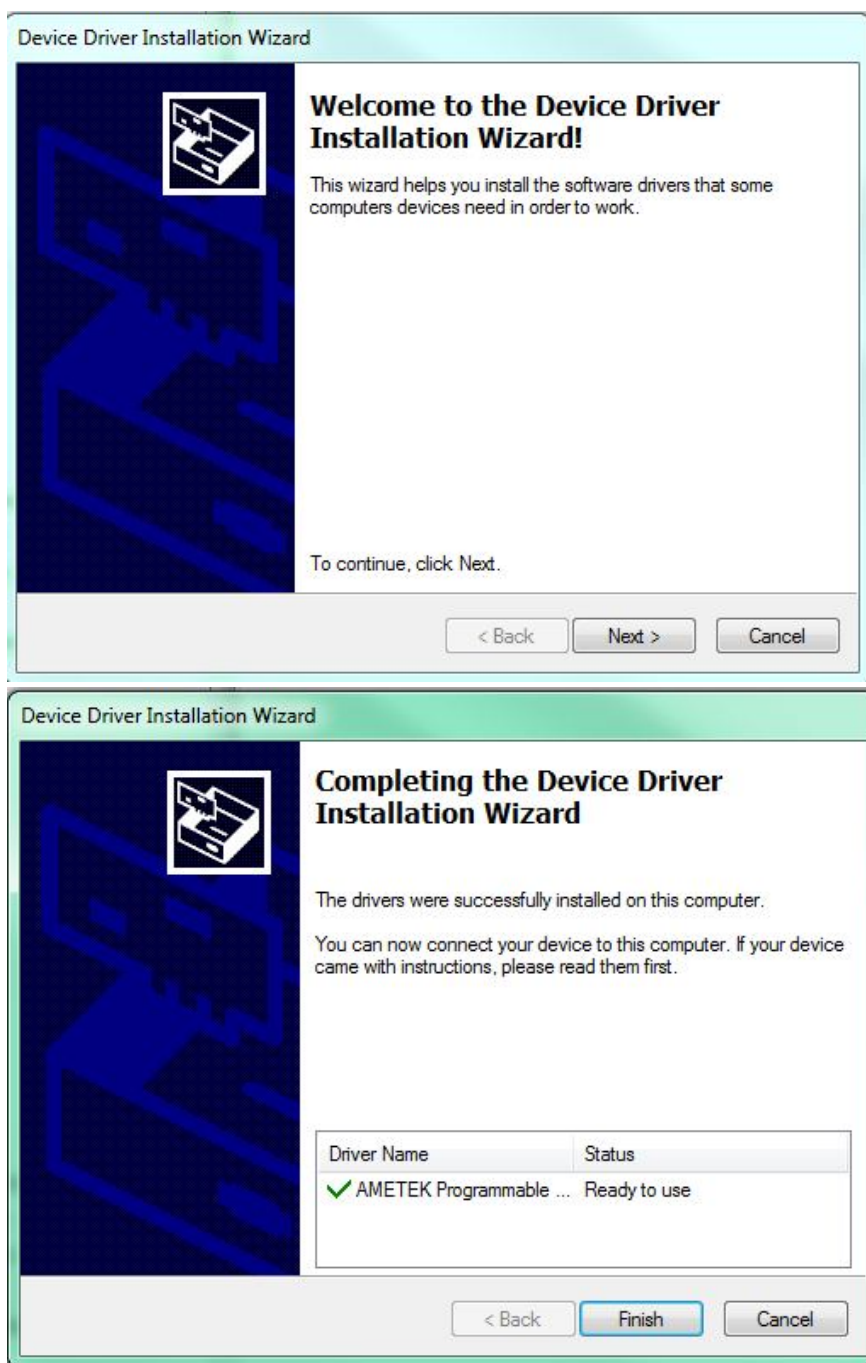 Device Driver Installation Wizard
Welcome to the Device Driver
Installation Wizard!
This wizard helps you install the software drivers that some
computers devices need in order to work.
To continue, click Next.
< Back Next > Cancel
Device Driver Installation Wizard
Completing the Device Driver
Installation Wizard
The drivers were successfully installed on this computer.
You can now connect your device to this computer. If your device
came with instructions, please read them first.
Driver Name Status
AMETEK Programmable ... Ready to use
< Back Finish Cancel